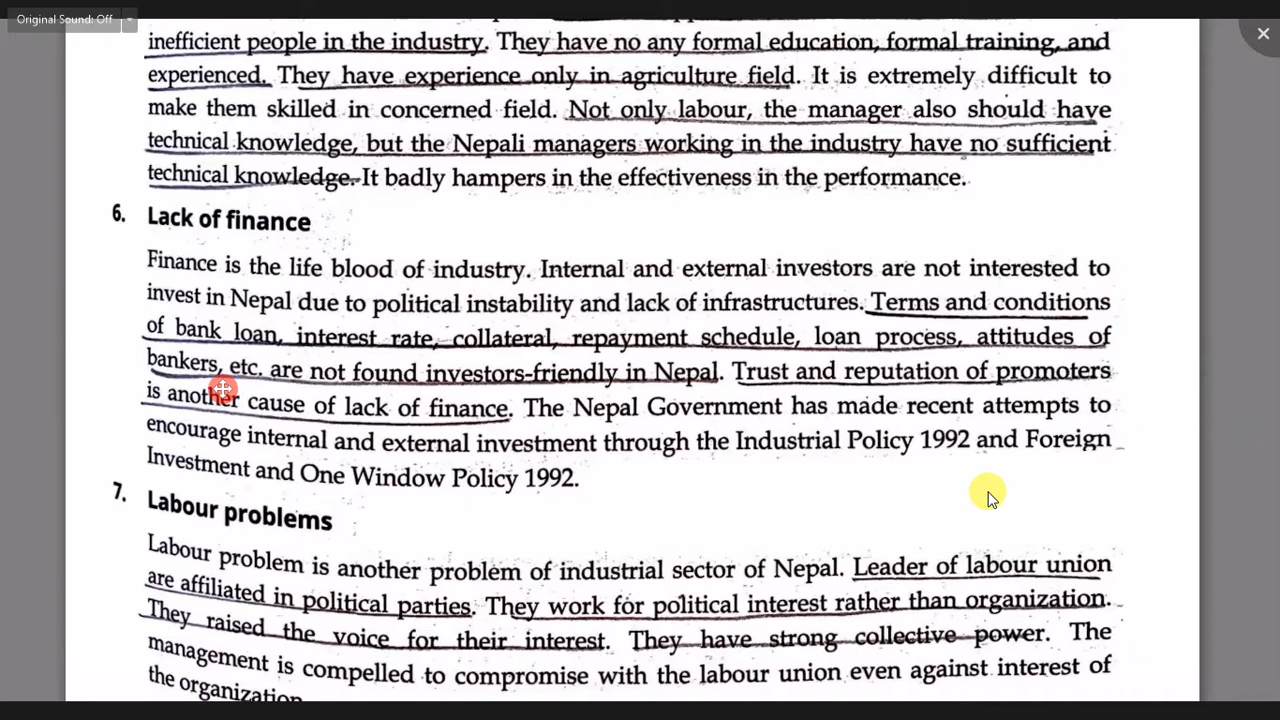 Original Sound: Off
inefficient people in the industry. They have no any formal education, formal training, and
experienced. They have experience only in agriculture field. It is extremely difficult to
make them skilled in concerned field. Not only labour, the manager also should have
technical knowledge, but the Nepali managers working in the industry have no sufficient
technical knowledge. It badly hampers in the effectiveness in the performance.
6. Lack of finance
Finance is the life blood of industry. Internal and external investors are not interested to
invest in Nepal due to political instability and lack of infrastructures. Terms and conditions
of bank loan, interest rate, collateral, repayment schedule, loan process, attitudes of
bankers, etc. are not found investors-friendly in Nepal. Trust and reputation of promoters
is another cause of lack of finance. The Nepal Government has made recent attempts to
encourage internal and external investment through the Industrial Policy 1992 and Foreign
Investment and One Window Policy 1992.
7. Labour problems
Labour problem is another problem of industrial sector of Nepal. Leader of labour union
are affiliated in political parties. They work for political interest rather than organization.
They raised the voice for their interest. They have strong collective power. The
management is compelled to compromise with the labour union even against interest of
the organization